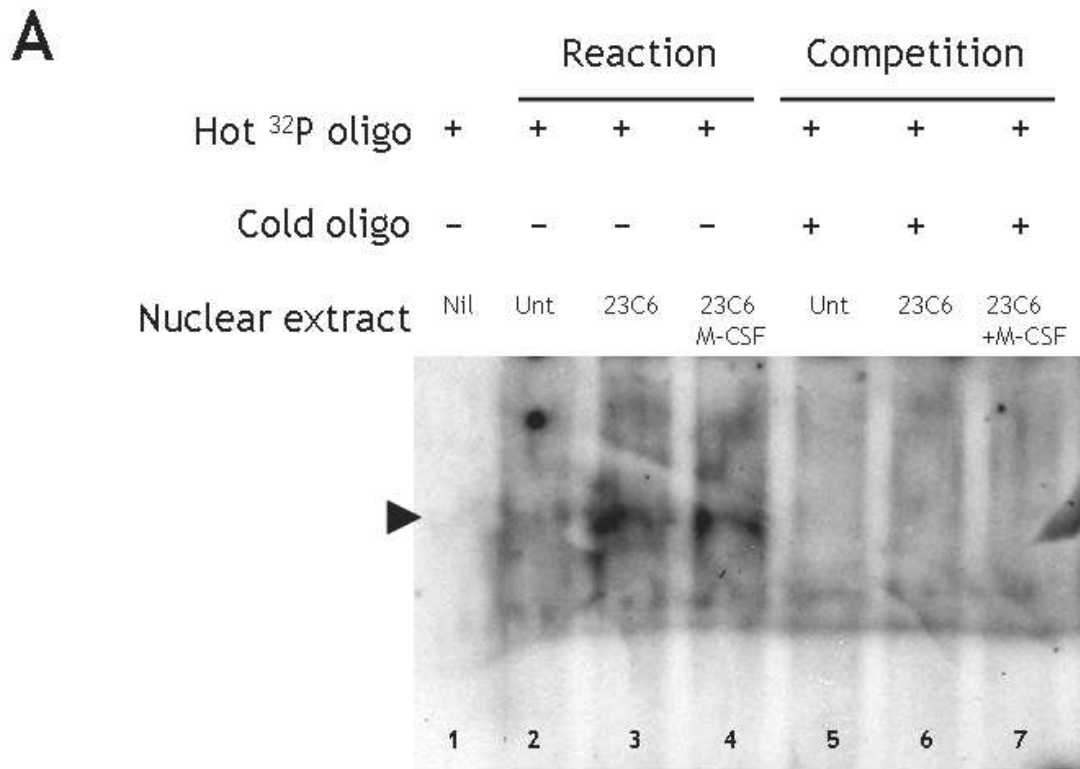 A
Reaction Competition
Hot ³²P oligo + + + + + + +
Cold oligo – – – – + + +
Nuclear extract Nil Unt 23C6 23C6 M-CSF Unt 23C6 23C6 +M-CSF
1 2 3 4 5 6 7